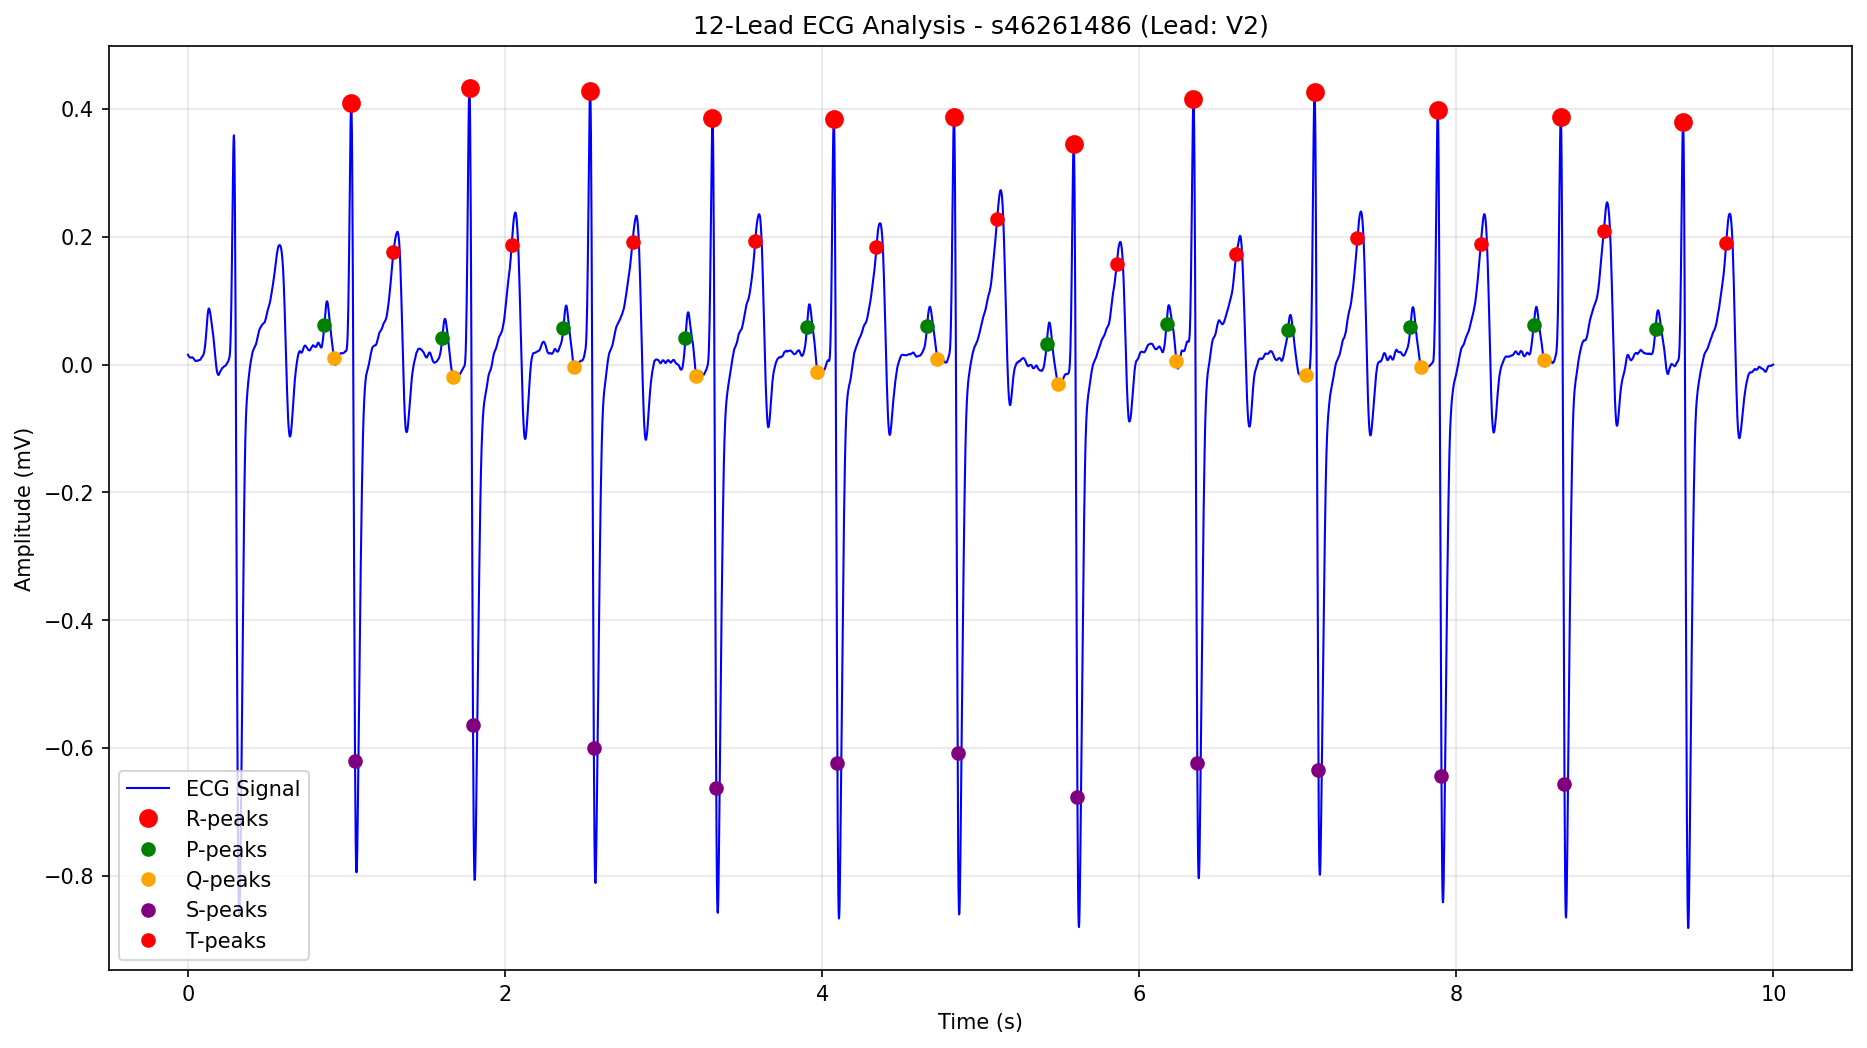 12-Lead ECG Analysis - s46261486 (Lead: V2)
Amplitude (mV)
0.4
0.2
0.0
−0.2
−0.4
−0.6
−0.8
ECG Signal
R-peaks
P-peaks
Q-peaks
S-peaks
T-peaks
0 2 4 6 8 10
Time (s)